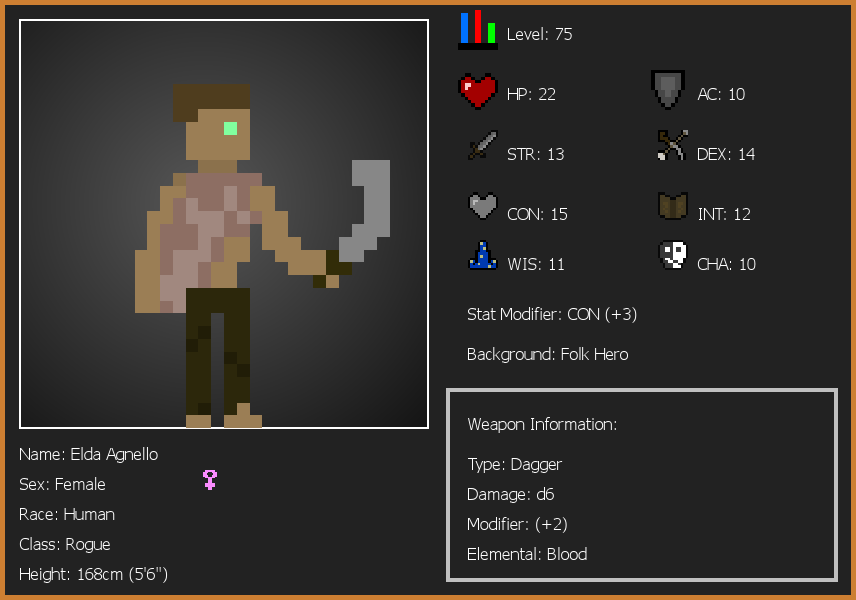 Level: 75
HP: 22
AC: 10
STR: 13
DEX: 14
CON: 15
INT: 12
WIS: 11
CHA: 10
Stat Modifier: CON (+3)
Background: Folk Hero
Weapon Information:
Type: Dagger
Damage: d6
Modifier: (+2)
Elemental: Blood
Name: Elda Agnello
Sex: Female
Race: Human
Class: Rogue
Height: 168cm (5'6")